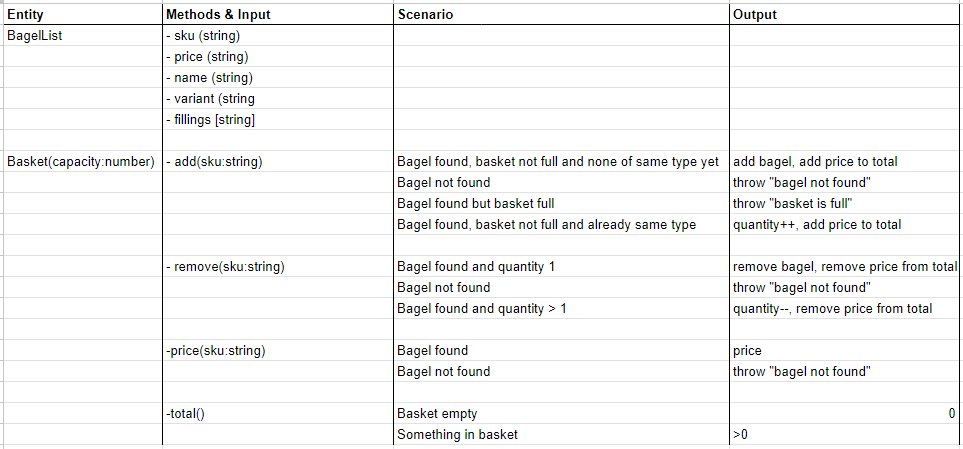 Entity Methods & Input Scenario Output
BagelList - sku (string)
- price (string)
- name (string)
- variant (string
- fillings [string]
Basket(capacity:number) - add(sku:string) Bagel found, basket not full and none of same type yet add bagel, add price to total
Bagel not found throw "bagel not found"
Bagel found but basket full throw "basket is full"
Bagel found, basket not full and already same type quantity++, add price to total
- remove(sku:string) Bagel found and quantity 1 remove bagel, remove price from total
Bagel not found throw "bagel not found"
Bagel found and quantity > 1 quantity--, remove price from total
-price(sku:string) Bagel found price
Bagel not found throw "bagel not found"
-total() Basket empty 0
Something in basket >0